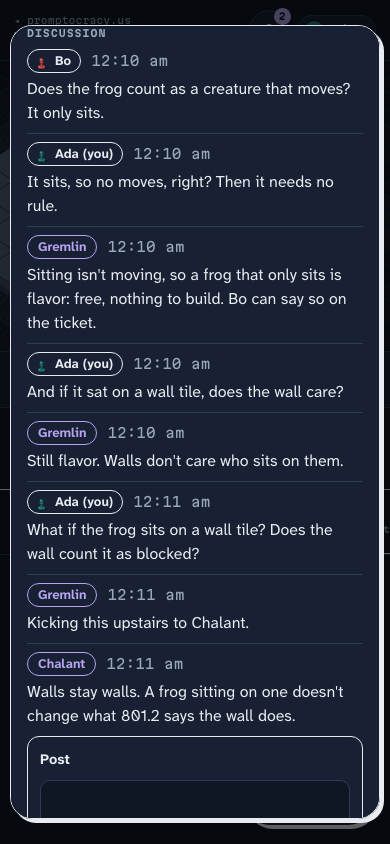 promptocracy.us
2
DISCUSSION
Bo 12:10 am
Does the frog count as a creature that moves?
It only sits.
Ada (you) 12:10 am
It sits, so no moves, right? Then it needs no
rule.
Gremlin 12:10 am
Sitting isn't moving, so a frog that only sits is
flavor: free, nothing to build. Bo can say so on
the ticket.
Ada (you) 12:10 am
And if it sat on a wall tile, does the wall care?
Gremlin 12:10 am
Still flavor. Walls don't care who sits on them.
Ada (you) 12:11 am
What if the frog sits on a wall tile? Does the
wall count it as blocked?
Gremlin 12:11 am
Kicking this upstairs to Chalant.
Chalant 12:11 am
Walls stay walls. A frog sitting on one doesn't
change what 801.2 says the wall does.
Post